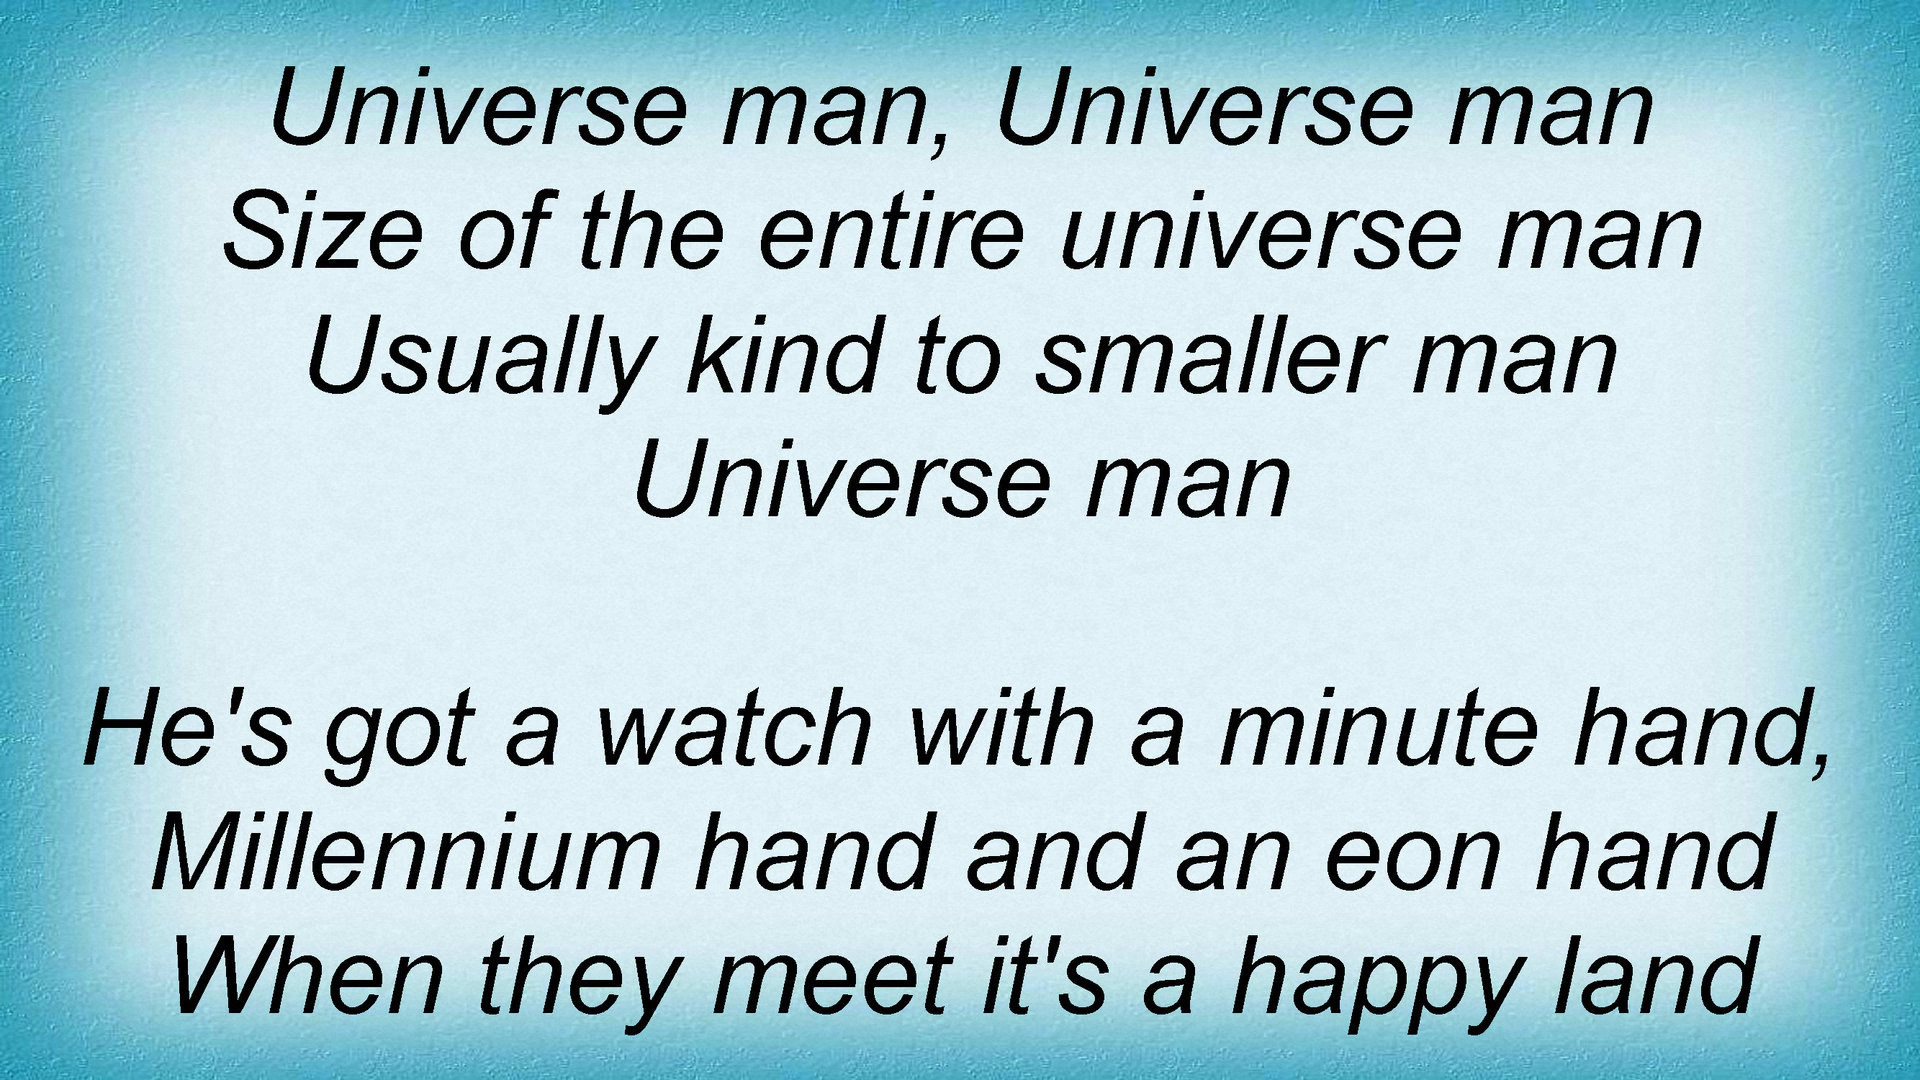 Universe man, Universe man
Size of the entire universe man
Usually kind to smaller man
Universe man
He's got a watch with a minute hand,
Millennium hand and an eon hand
When they meet it's a happy land